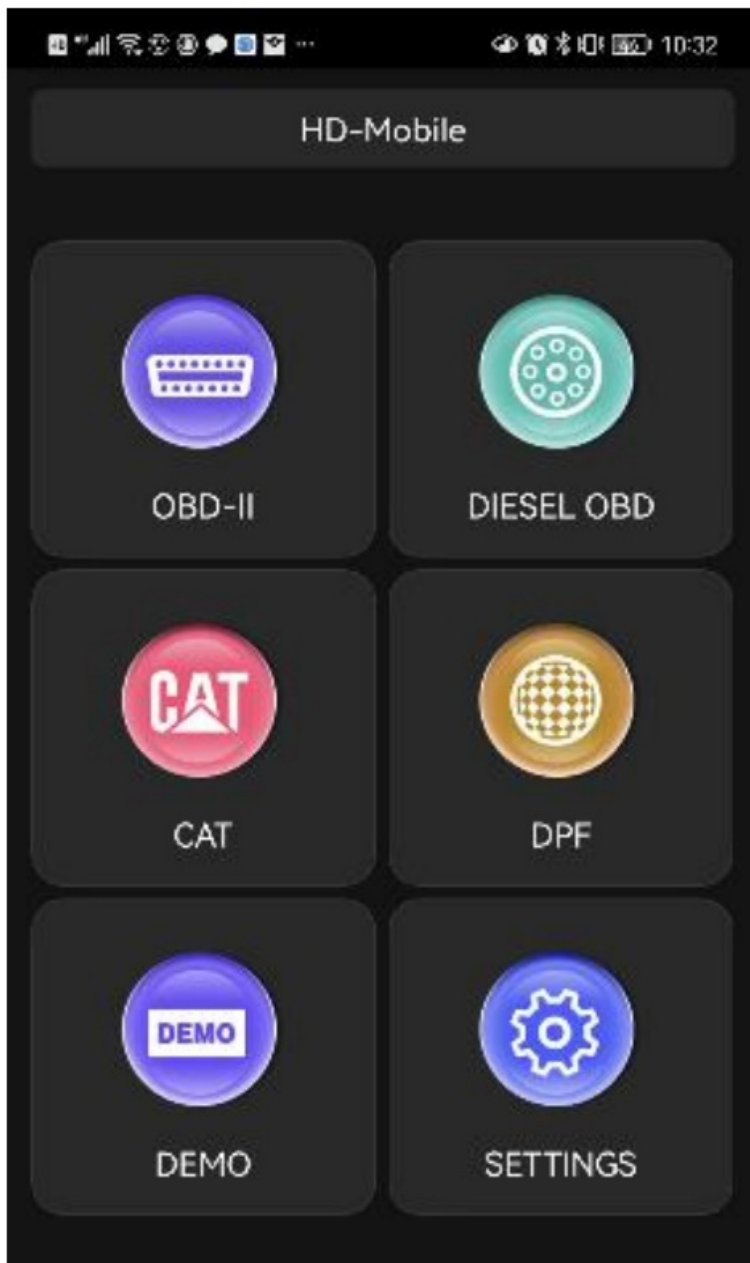 10:32
HD-Mobile
OBD-II
DIESEL OBD
CAT
CAT
DPF
DEMO
DEMO
SETTINGS